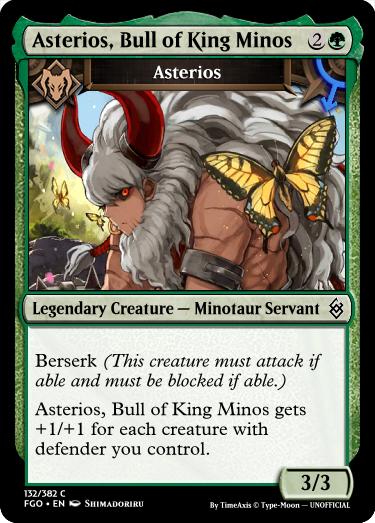 Asterios, Bull of King Minos 2
Asterios
Legendary Creature — Minotaur Servant
Berserk (This creature must attack if
able and must be blocked if able.)
Asterios, Bull of King Minos gets
+1/+1 for each creature with
defender you control.
3/3
132/382 C
FGO • EN SHIMADORIRU
By TimeAxis © Type-Moon — UNOFFICIAL